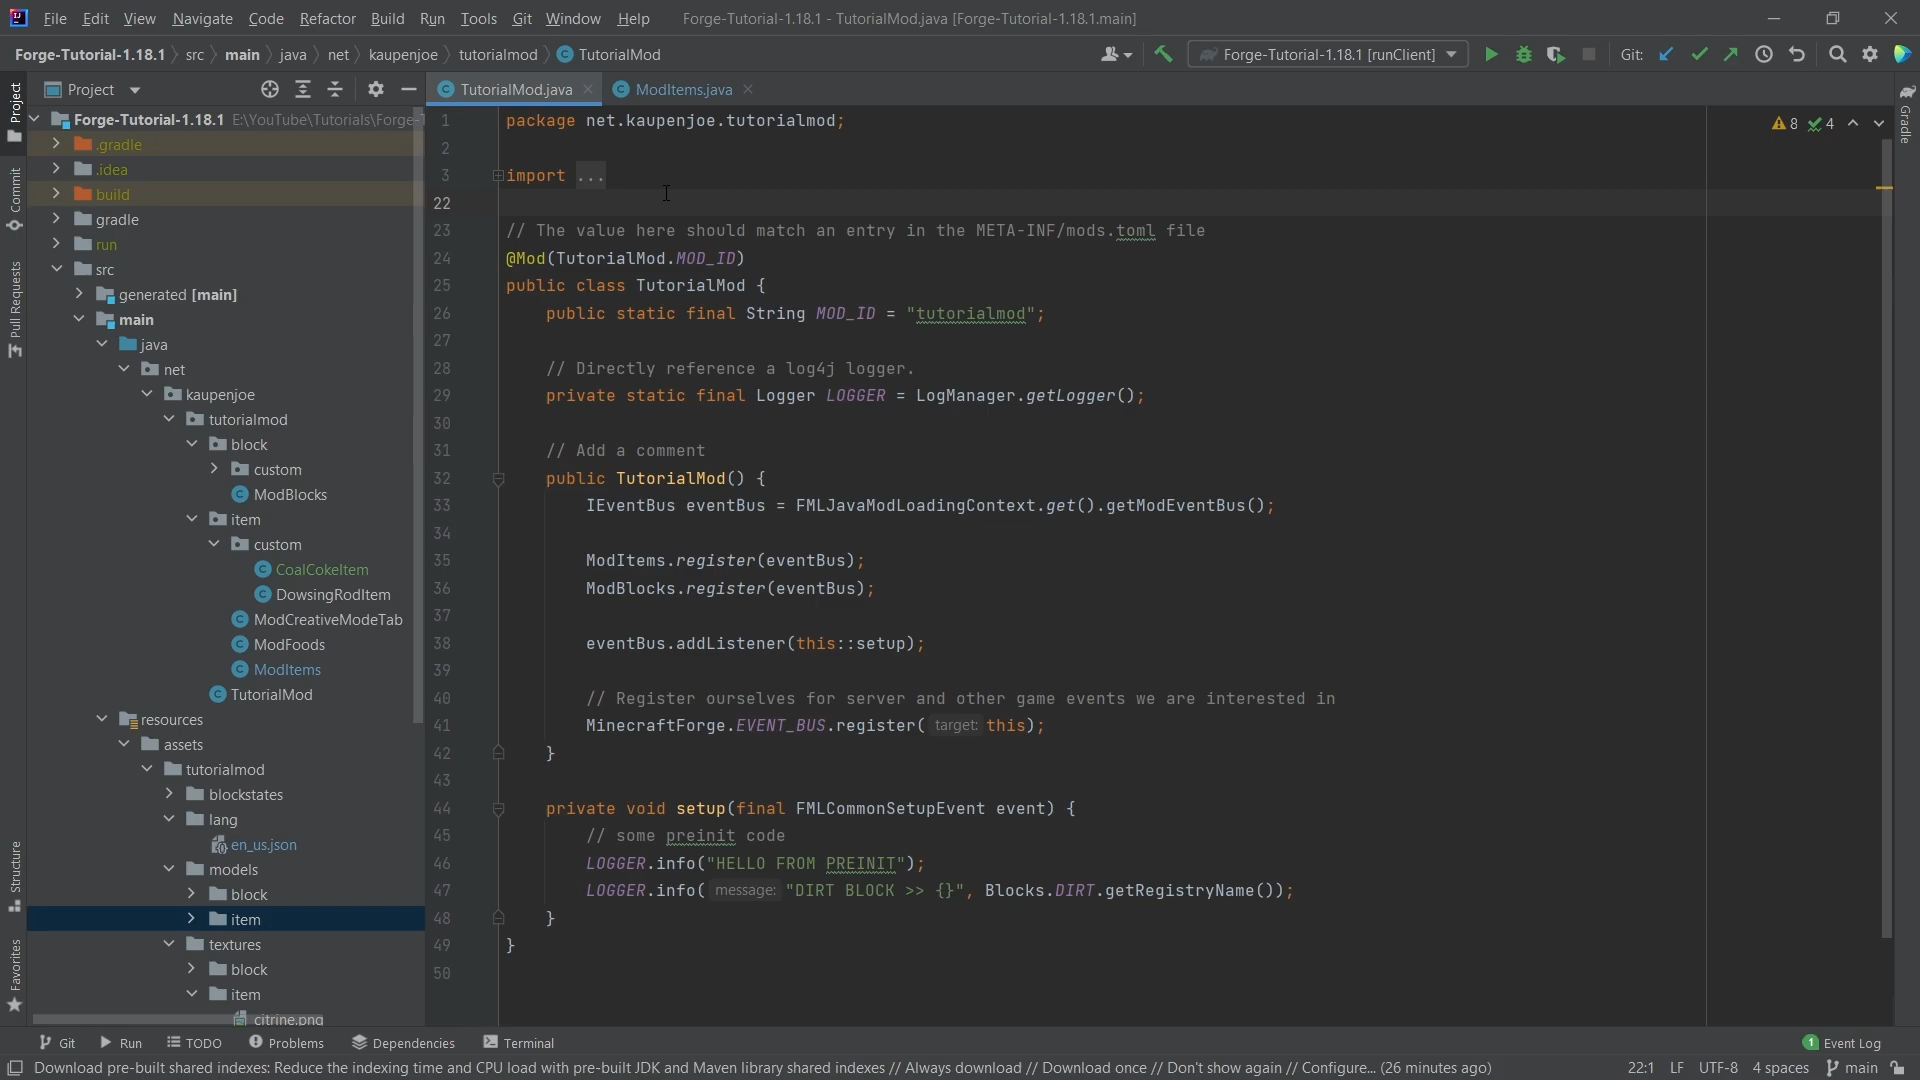 File Edit View Navigate Code Refactor Build Run Tools Git Window Help Forge-Tutorial-1.18.1 - TutorialMod.java [Forge-Tutorial-1.18.1.main]
Forge-Tutorial-1.18.1 src main java net kaupenjoe tutorialmod TutorialMod Forge-Tutorial-1.18.1 [runClient] Git:
Project TutorialMod.java ModItems.java
Project
Commit
Pull Requests
Structure
Favorites
Gradle
Forge-Tutorial-1.18.1 E:\YouTube\Tutorials\Forge-T
.gradle
.idea
build
gradle
run
src
generated [main]
main
java
net
kaupenjoe
tutorialmod
block
custom
ModBlocks
item
custom
CoalCokeItem
DowsingRodItem
ModCreativeModeTab
ModFoods
ModItems
TutorialMod
resources
assets
tutorialmod
blockstates
lang
en_us.json
models
block
item
textures
block
item
citrine.png
8 4
1 package net.kaupenjoe.tutorialmod;
2
3 import ...
22
23 // The value here should match an entry in the META-INF/mods.toml file
24 @Mod(TutorialMod.MOD_ID)
25 public class TutorialMod {
26 public static final String MOD_ID = "tutorialmod";
27
28 // Directly reference a log4j logger.
29 private static final Logger LOGGER = LogManager.getLogger();
30
31 // Add a comment
32 public TutorialMod() {
33 IEventBus eventBus = FMLJavaModLoadingContext.get().getModEventBus();
34
35 ModItems.register(eventBus);
36 ModBlocks.register(eventBus);
37
38 eventBus.addListener(this::setup);
39
40 // Register ourselves for server and other game events we are interested in
41 MinecraftForge.EVENT_BUS.register( target: this);
42 }
43
44 private void setup(final FMLCommonSetupEvent event) {
45 // some preinit code
46 LOGGER.info("HELLO FROM PREINIT");
47 LOGGER.info( message: "DIRT BLOCK >> {}", Blocks.DIRT.getRegistryName());
48 }
49 }
50
Git Run TODO Problems Dependencies Terminal 1 Event Log
Download pre-built shared indexes: Reduce the indexing time and CPU load with pre-built JDK and Maven library shared indexes // Always download // Download once // Don't show again // Configure... (26 minutes ago) 22:1 LF UTF-8 4 spaces main